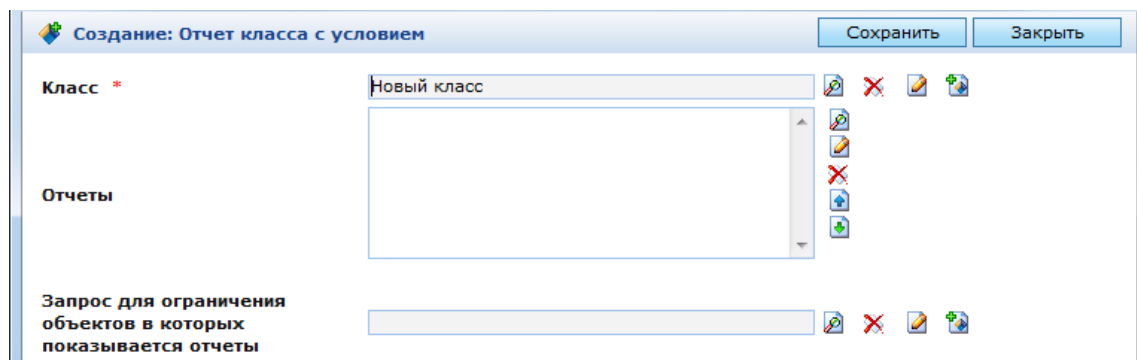 Создание: Отчет класса с условием
Сохранить
Закрыть
Класс *
Новый класс
Отчеты
Запрос для ограничения
объектов в которых
показывается отчеты